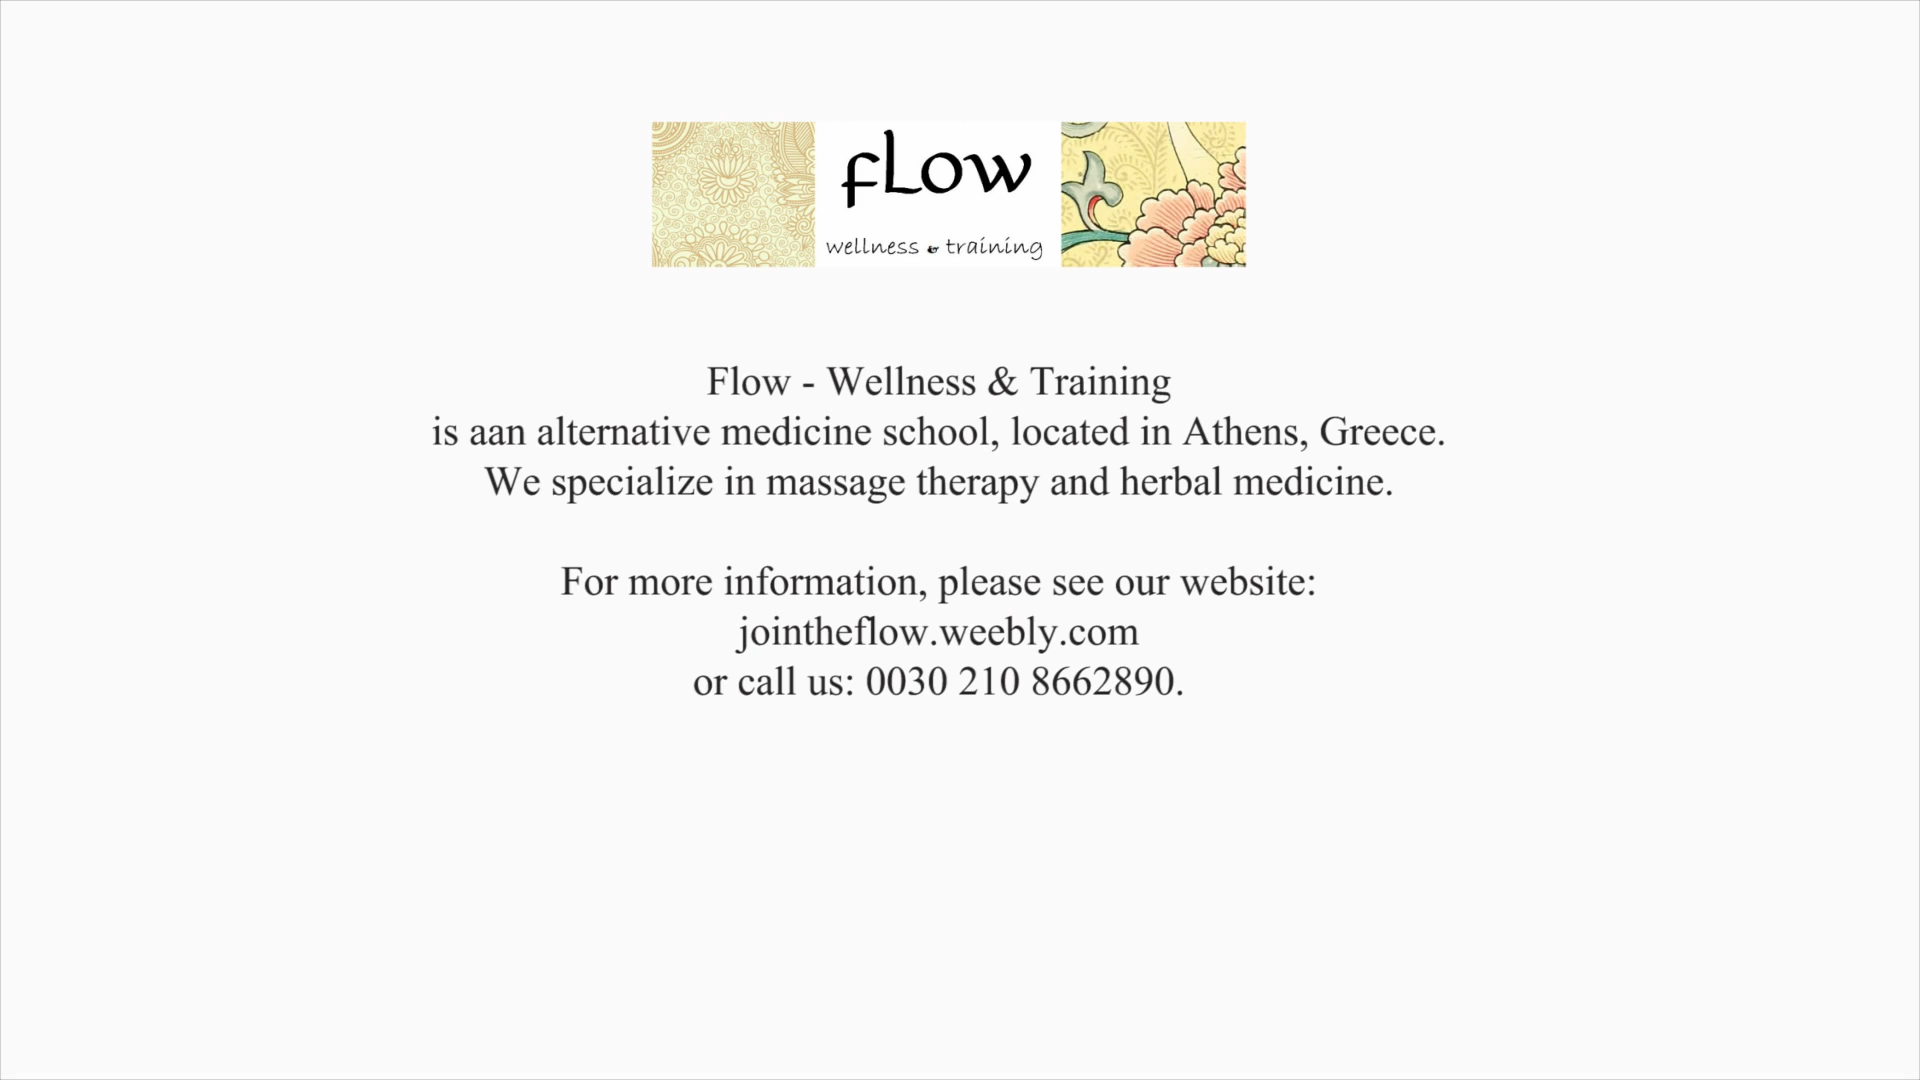 fLow
wellness & training
Flow - Wellness & Training
is aan alternative medicine school, located in Athens, Greece.
We specialize in massage therapy and herbal medicine.
For more information, please see our website:
jointheflow.weebly.com
or call us: 0030 210 8662890.